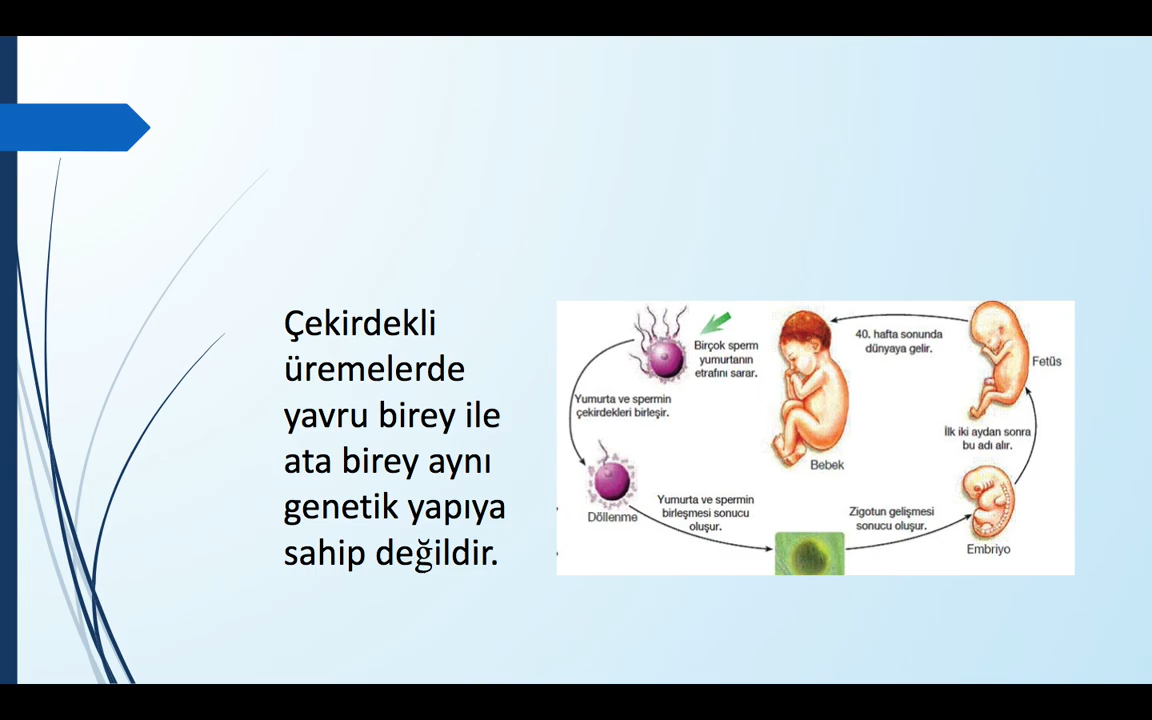 Çekirdekli
üremelerde
yavru birey ile
ata birey aynı
genetik yapıya
sahip değildir.
Birçok sperm
yumurtanın
etrafını sarar.
Yumurta ve spermin
çekirdekleri birleşir.
Döllenme
Yumurta ve spermin
birleşmesi sonucu
oluşur.
Zigotun gelişmesi
sonucu oluşur.
Embriyo
İlk iki aydan sonra
bu adı alır.
Fetüs
40. hafta sonunda
dünyaya gelir.
Bebek